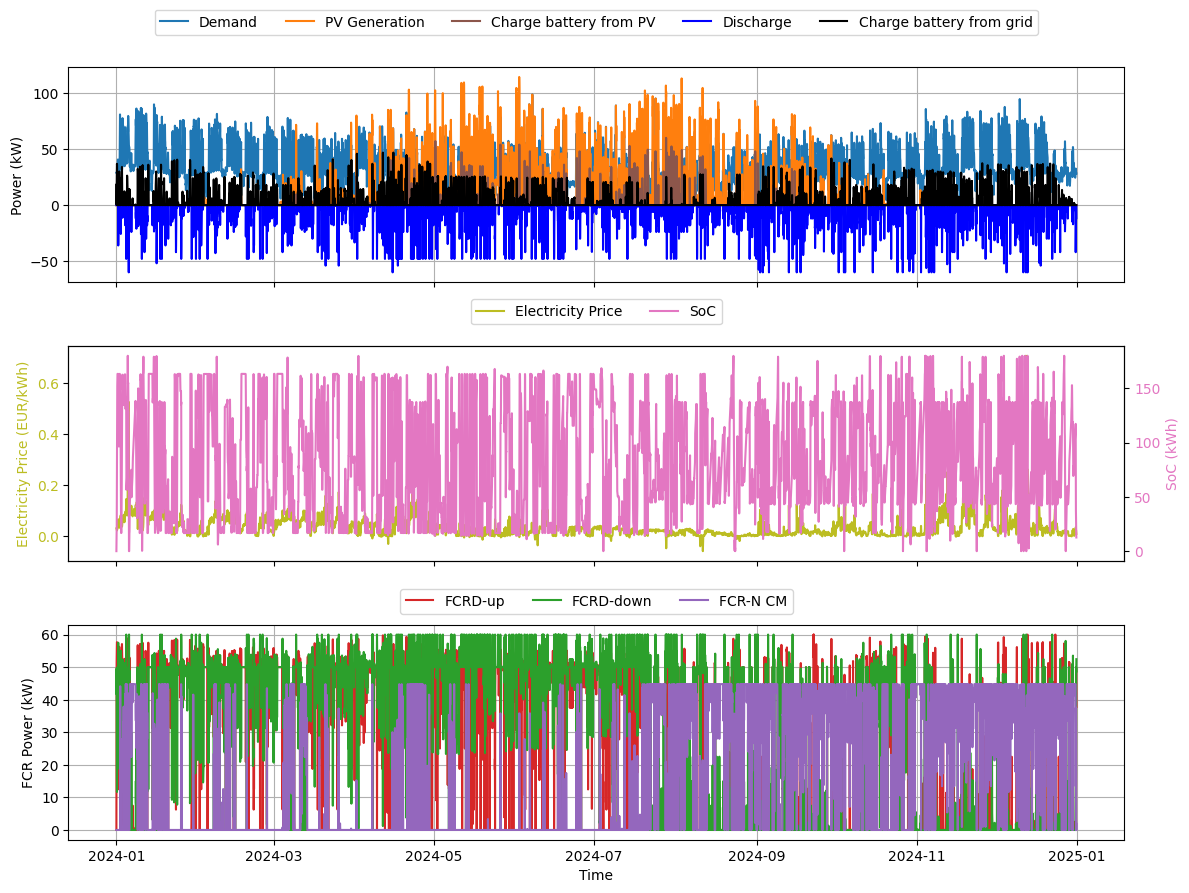 Demand PV Generation Charge battery from PV Discharge Charge battery from grid
100
50
0
−50
Power (kW)
Electricity Price SoC
0.6
0.4
0.2
0.0
Electricity Price (EUR/kWh)
150
100
50
0
SoC (kWh)
FCRD-up FCRD-down FCR-N CM
60
50
40
30
20
10
0
FCR Power (kW)
2024-01 2024-03 2024-05 2024-07 2024-09 2024-11 2025-01
Time